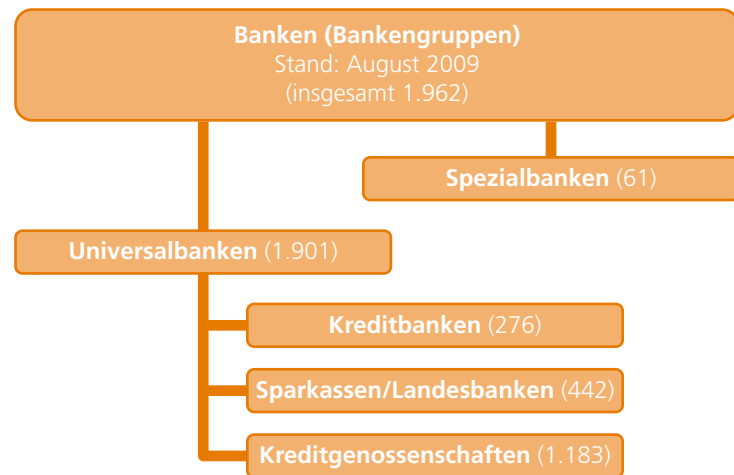 Banken (Bankengruppen)
Stand: August 2009
(insgesamt 1.962)
Spezialbanken (61)
Universalbanken (1.901)
Kreditbanken (276)
Sparkassen/Landesbanken (442)
Kreditgenossenschaften (1.183)